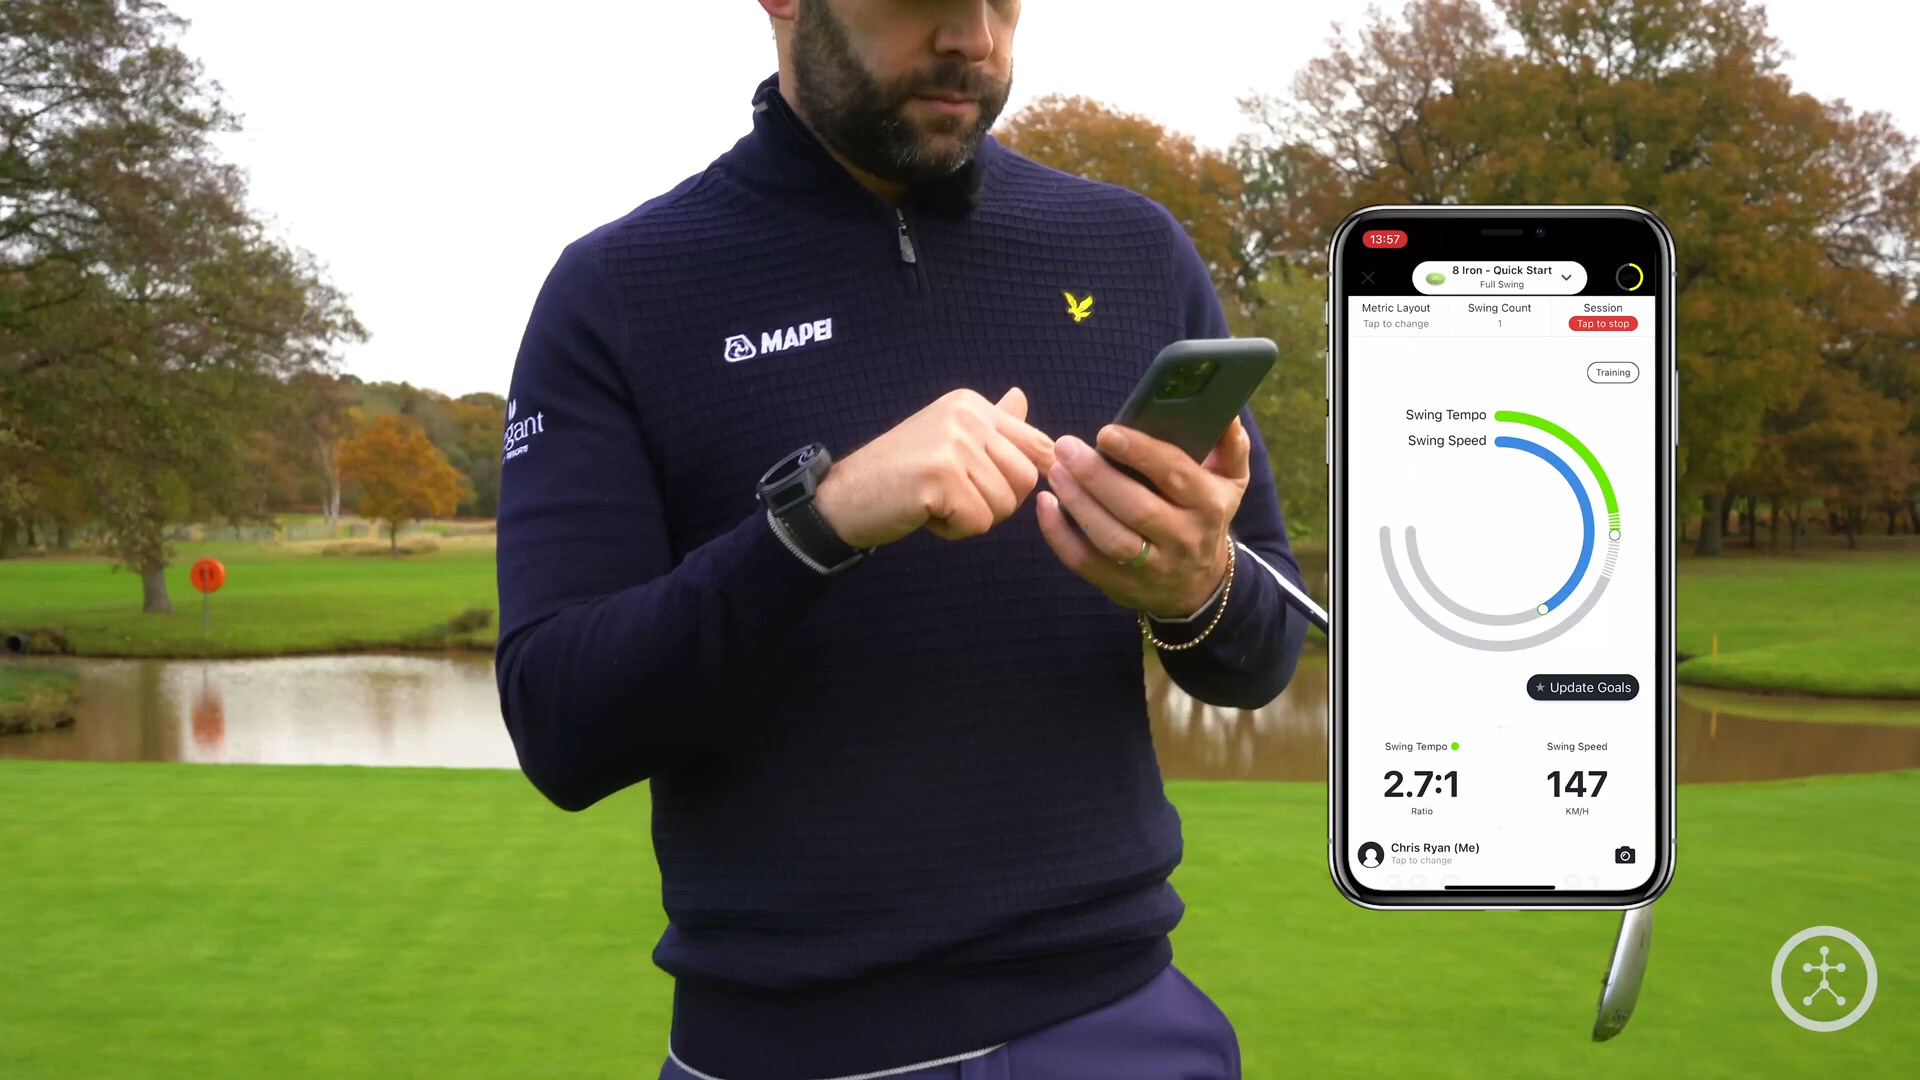 MAPEI
gant
RESORTS
13:57
8 Iron - Quick Start
Full Swing
Metric Layout
Tap to change
Swing Count
1
Session
Tap to stop
Training
Swing Tempo
Swing Speed
Update Goals
Swing Tempo
2.7:1
Ratio
Swing Speed
147
KM/H
Chris Ryan (Me)
Tap to change